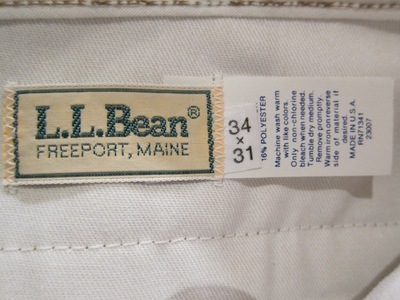 L.L.Bean®
FREEPORT, MAINE
34
×
31
16% POLYESTER
Machine wash warm
with like colors.
Only non-chlorine
bleach when needed.
Tumble dry medium.
Remove promptly.
Warm iron on reverse
side of material if
desired.
MADE IN U.S.A.
RN71341
23007